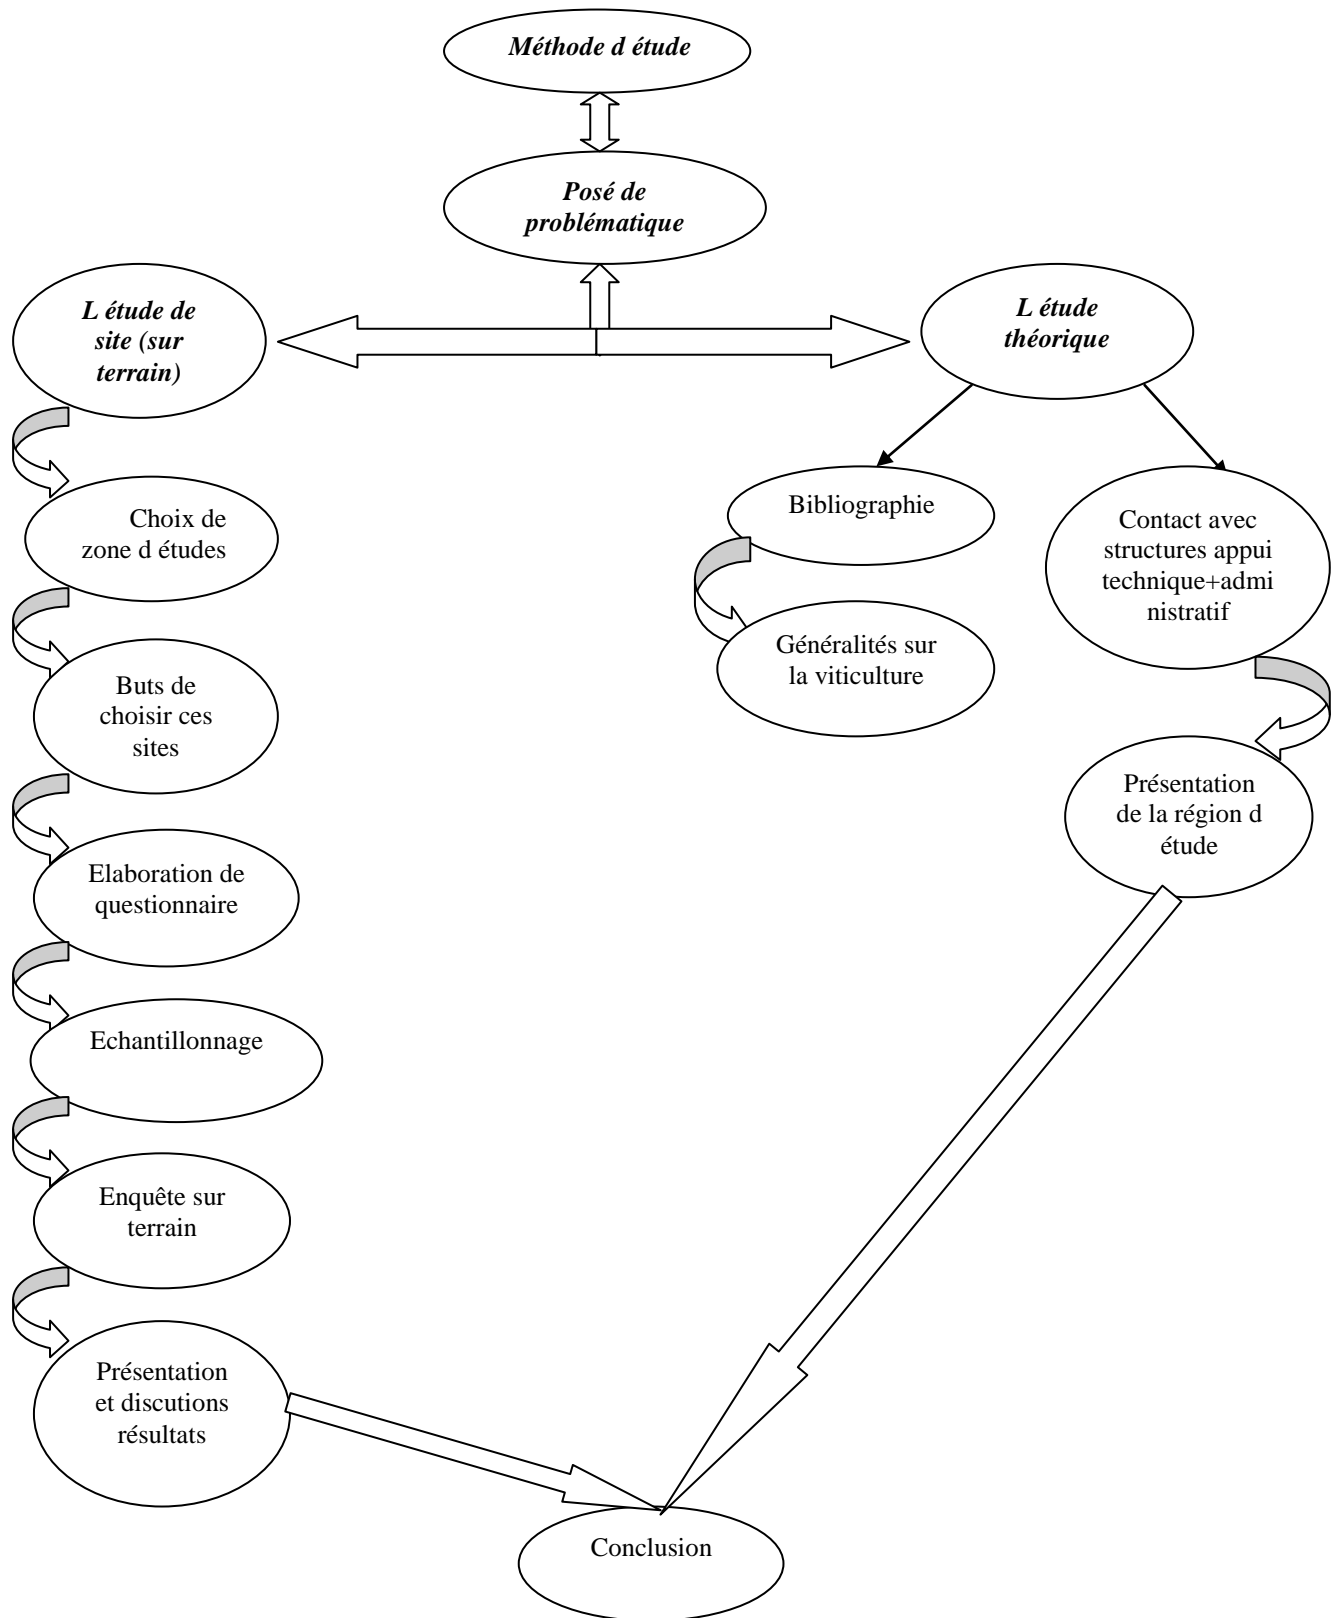 Méthode d étude
Posé de
problématique
L étude de
site (sur
terrain)
L étude
théorique
Choix de
zone d études
Bibliographie
Contact avec
structures appui
technique+admi
nistratif
Buts de
choisir ces
sites
Généralités sur
la viticulture
Elaboration de
questionnaire
Présentation
de la région d
étude
Echantillonnage
Enquête sur
terrain
Présentation
et discutions
résultats
Conclusion